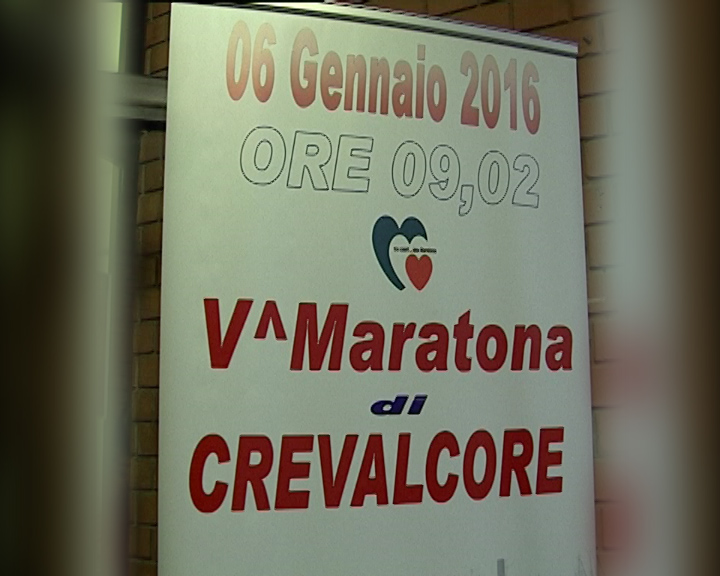 06 Gennaio 2016
ORE 09,02
V^Maratona
di
CREVALCORE